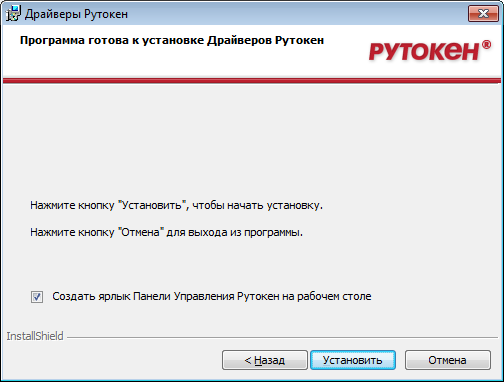 Драйверы Рутокен
Программа готова к установке Драйверов Рутокен
РУТОКЕН®
Нажмите кнопку "Установить", чтобы начать установку.
Нажмите кнопку "Отмена" для выхода из программы.
Создать ярлык Панели Управления Рутокен на рабочем столе
InstallShield
< Назад
Установить
Отмена